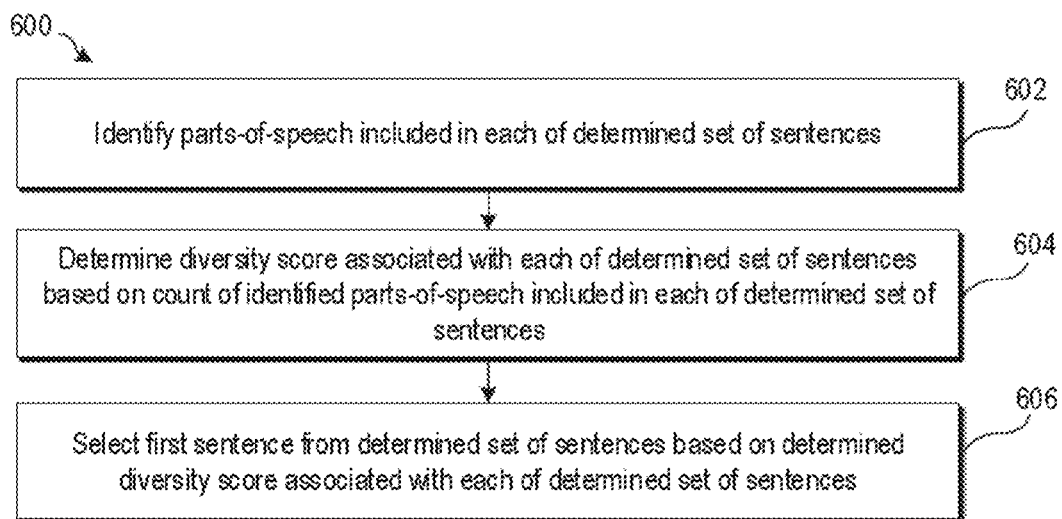 600
602
Identify parts-of-speech included in each of determined set of sentences
604
Determine diversity score associated with each of determined set of sentences
based on count of identified parts-of-speech included in each of determined set of
sentences
606
Select first sentence from determined set of sentences based on determined
diversity score associated with each of determined set of sentences